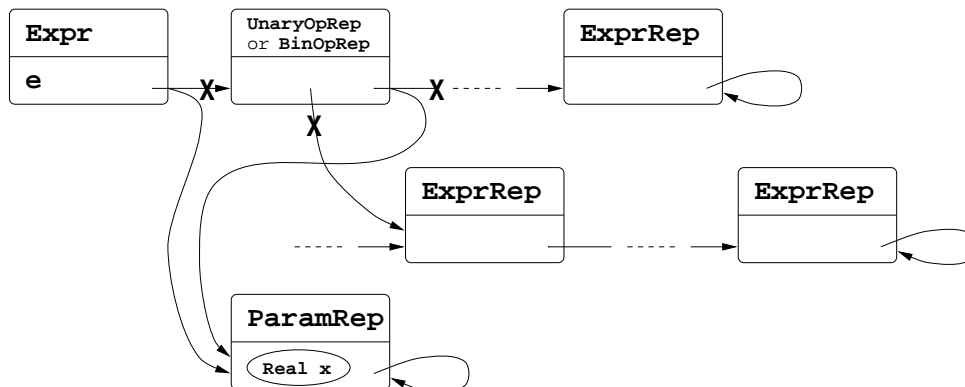 Expr
e
UnaryOpRep
or BinOpRep
X
X
X
ExprRep
ExprRep
ExprRep
ParamRep
Real x